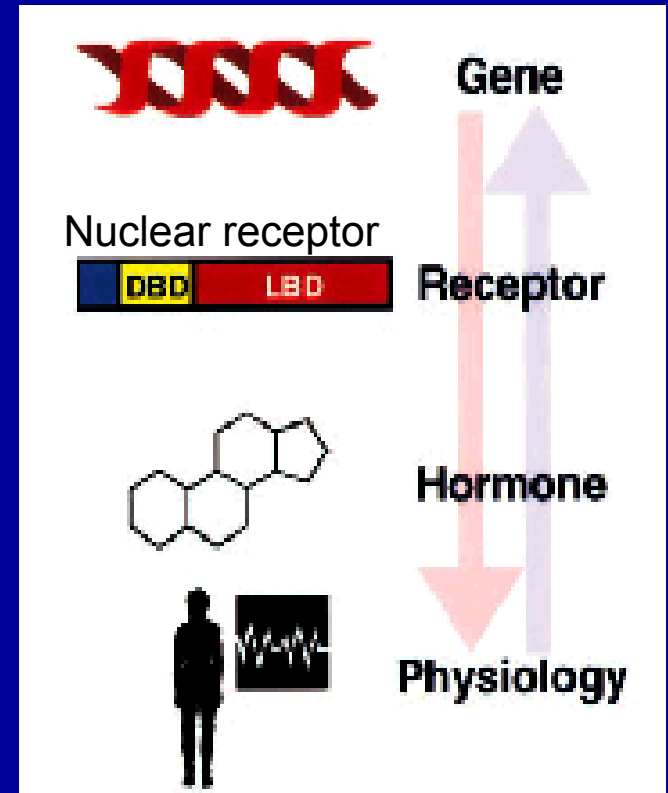 Gene
Nuclear receptor
DBD LBD Receptor
Hormone
Physiology